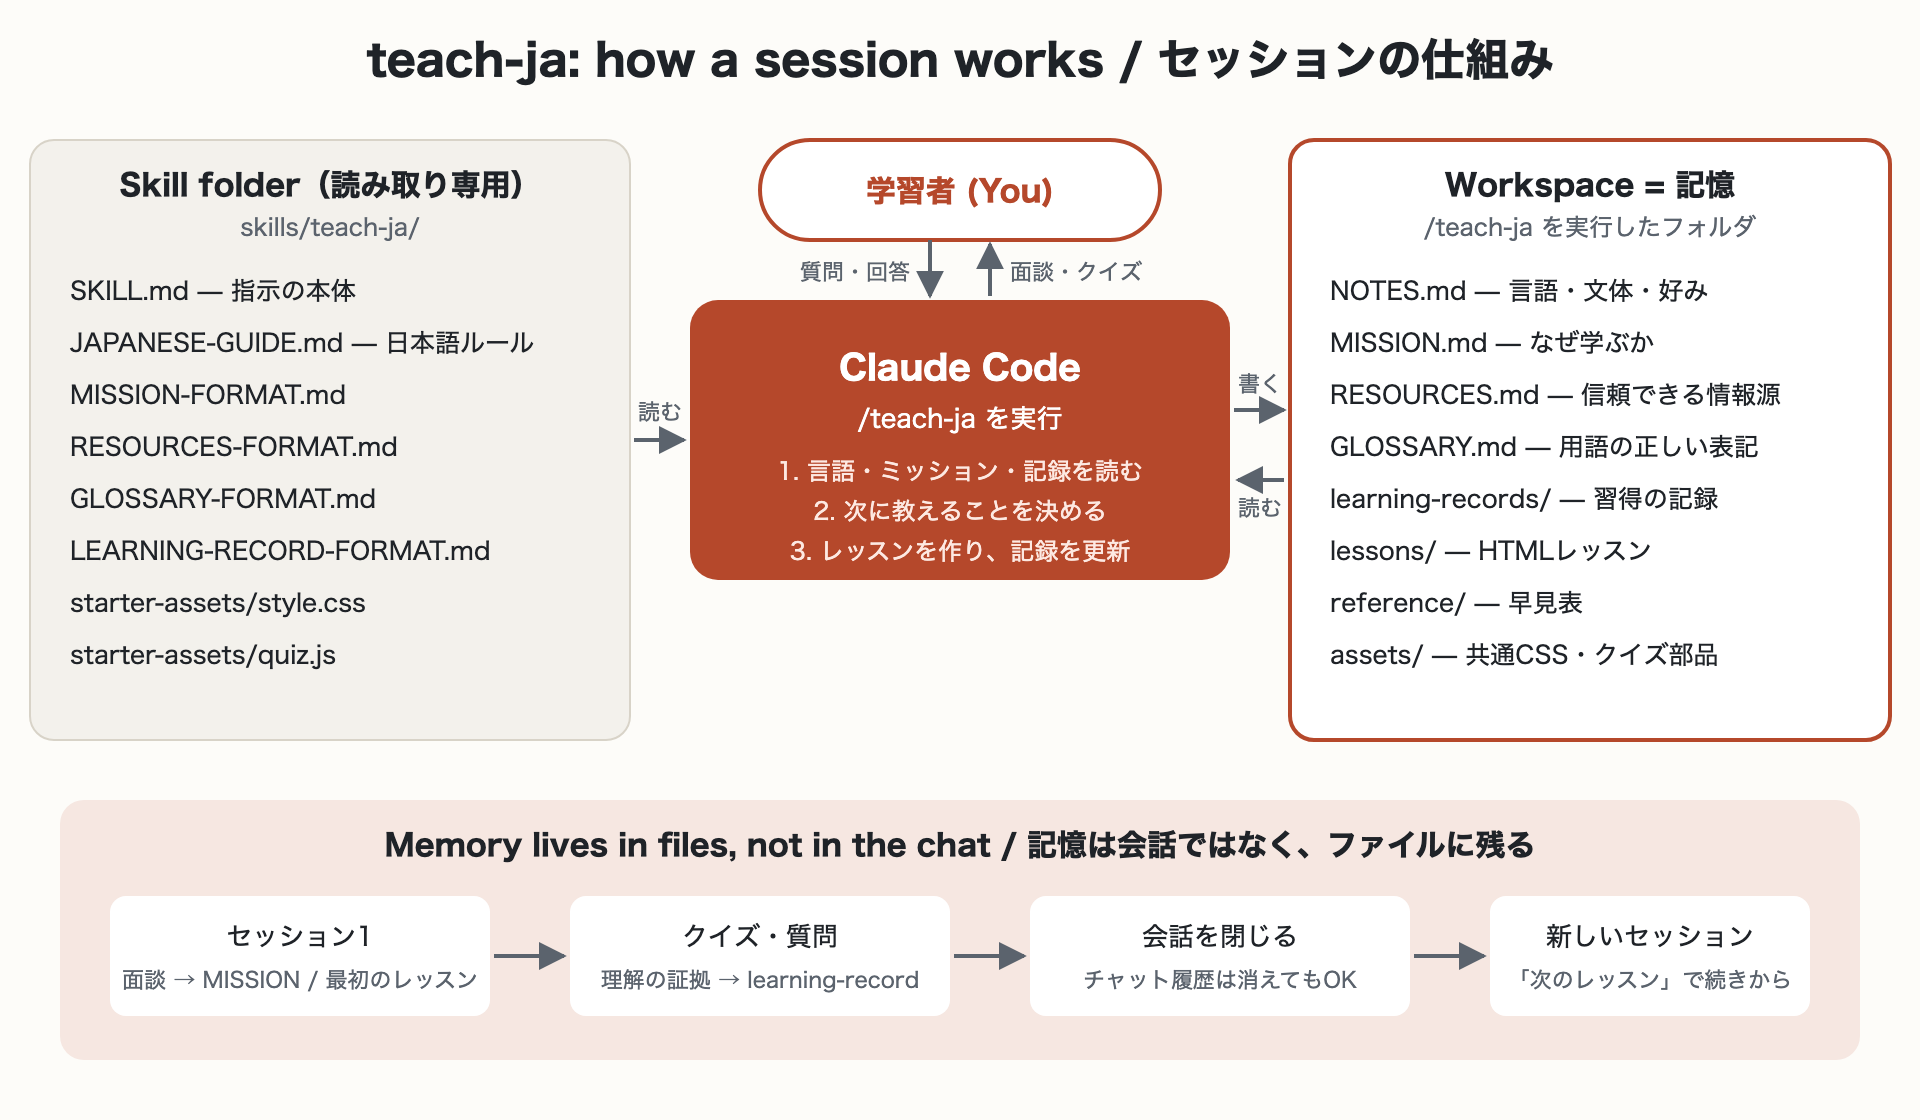 teach-ja: how a session works / セッションの仕組み
Skill folder（読み取り専用）
skills/teach-ja/
SKILL.md — 指示の本体
JAPANESE-GUIDE.md — 日本語ルール
MISSION-FORMAT.md
RESOURCES-FORMAT.md
GLOSSARY-FORMAT.md
LEARNING-RECORD-FORMAT.md
starter-assets/style.css
starter-assets/quiz.js
読む
学習者 (You)
質問・回答
面談・クイズ
Claude Code
/teach-ja を実行
1. 言語・ミッション・記録を読む
2. 次に教えることを決める
3. レッスンを作り、記録を更新
書く
読む
Workspace = 記憶
/teach-ja を実行したフォルダ
NOTES.md — 言語・文体・好み
MISSION.md — なぜ学ぶか
RESOURCES.md — 信頼できる情報源
GLOSSARY.md — 用語の正しい表記
learning-records/ — 習得の記録
lessons/ — HTMLレッスン
reference/ — 早見表
assets/ — 共通CSS・クイズ部品
Memory lives in files, not in the chat / 記憶は会話ではなく、ファイルに残る
セッション1
面談 → MISSION / 最初のレッスン
クイズ・質問
理解の証拠 → learning-record
会話を閉じる
チャット履歴は消えてもOK
新しいセッション
「次のレッスン」で続きから